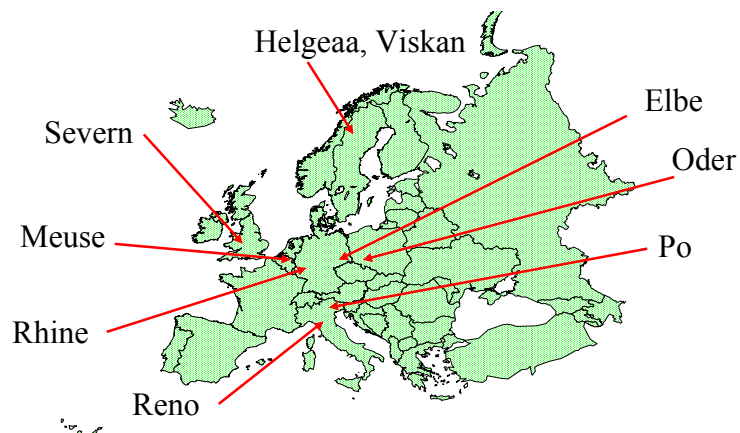 Helgeaa, Viskan
Elbe
Severn
Oder
Meuse
Po
Rhine
Reno